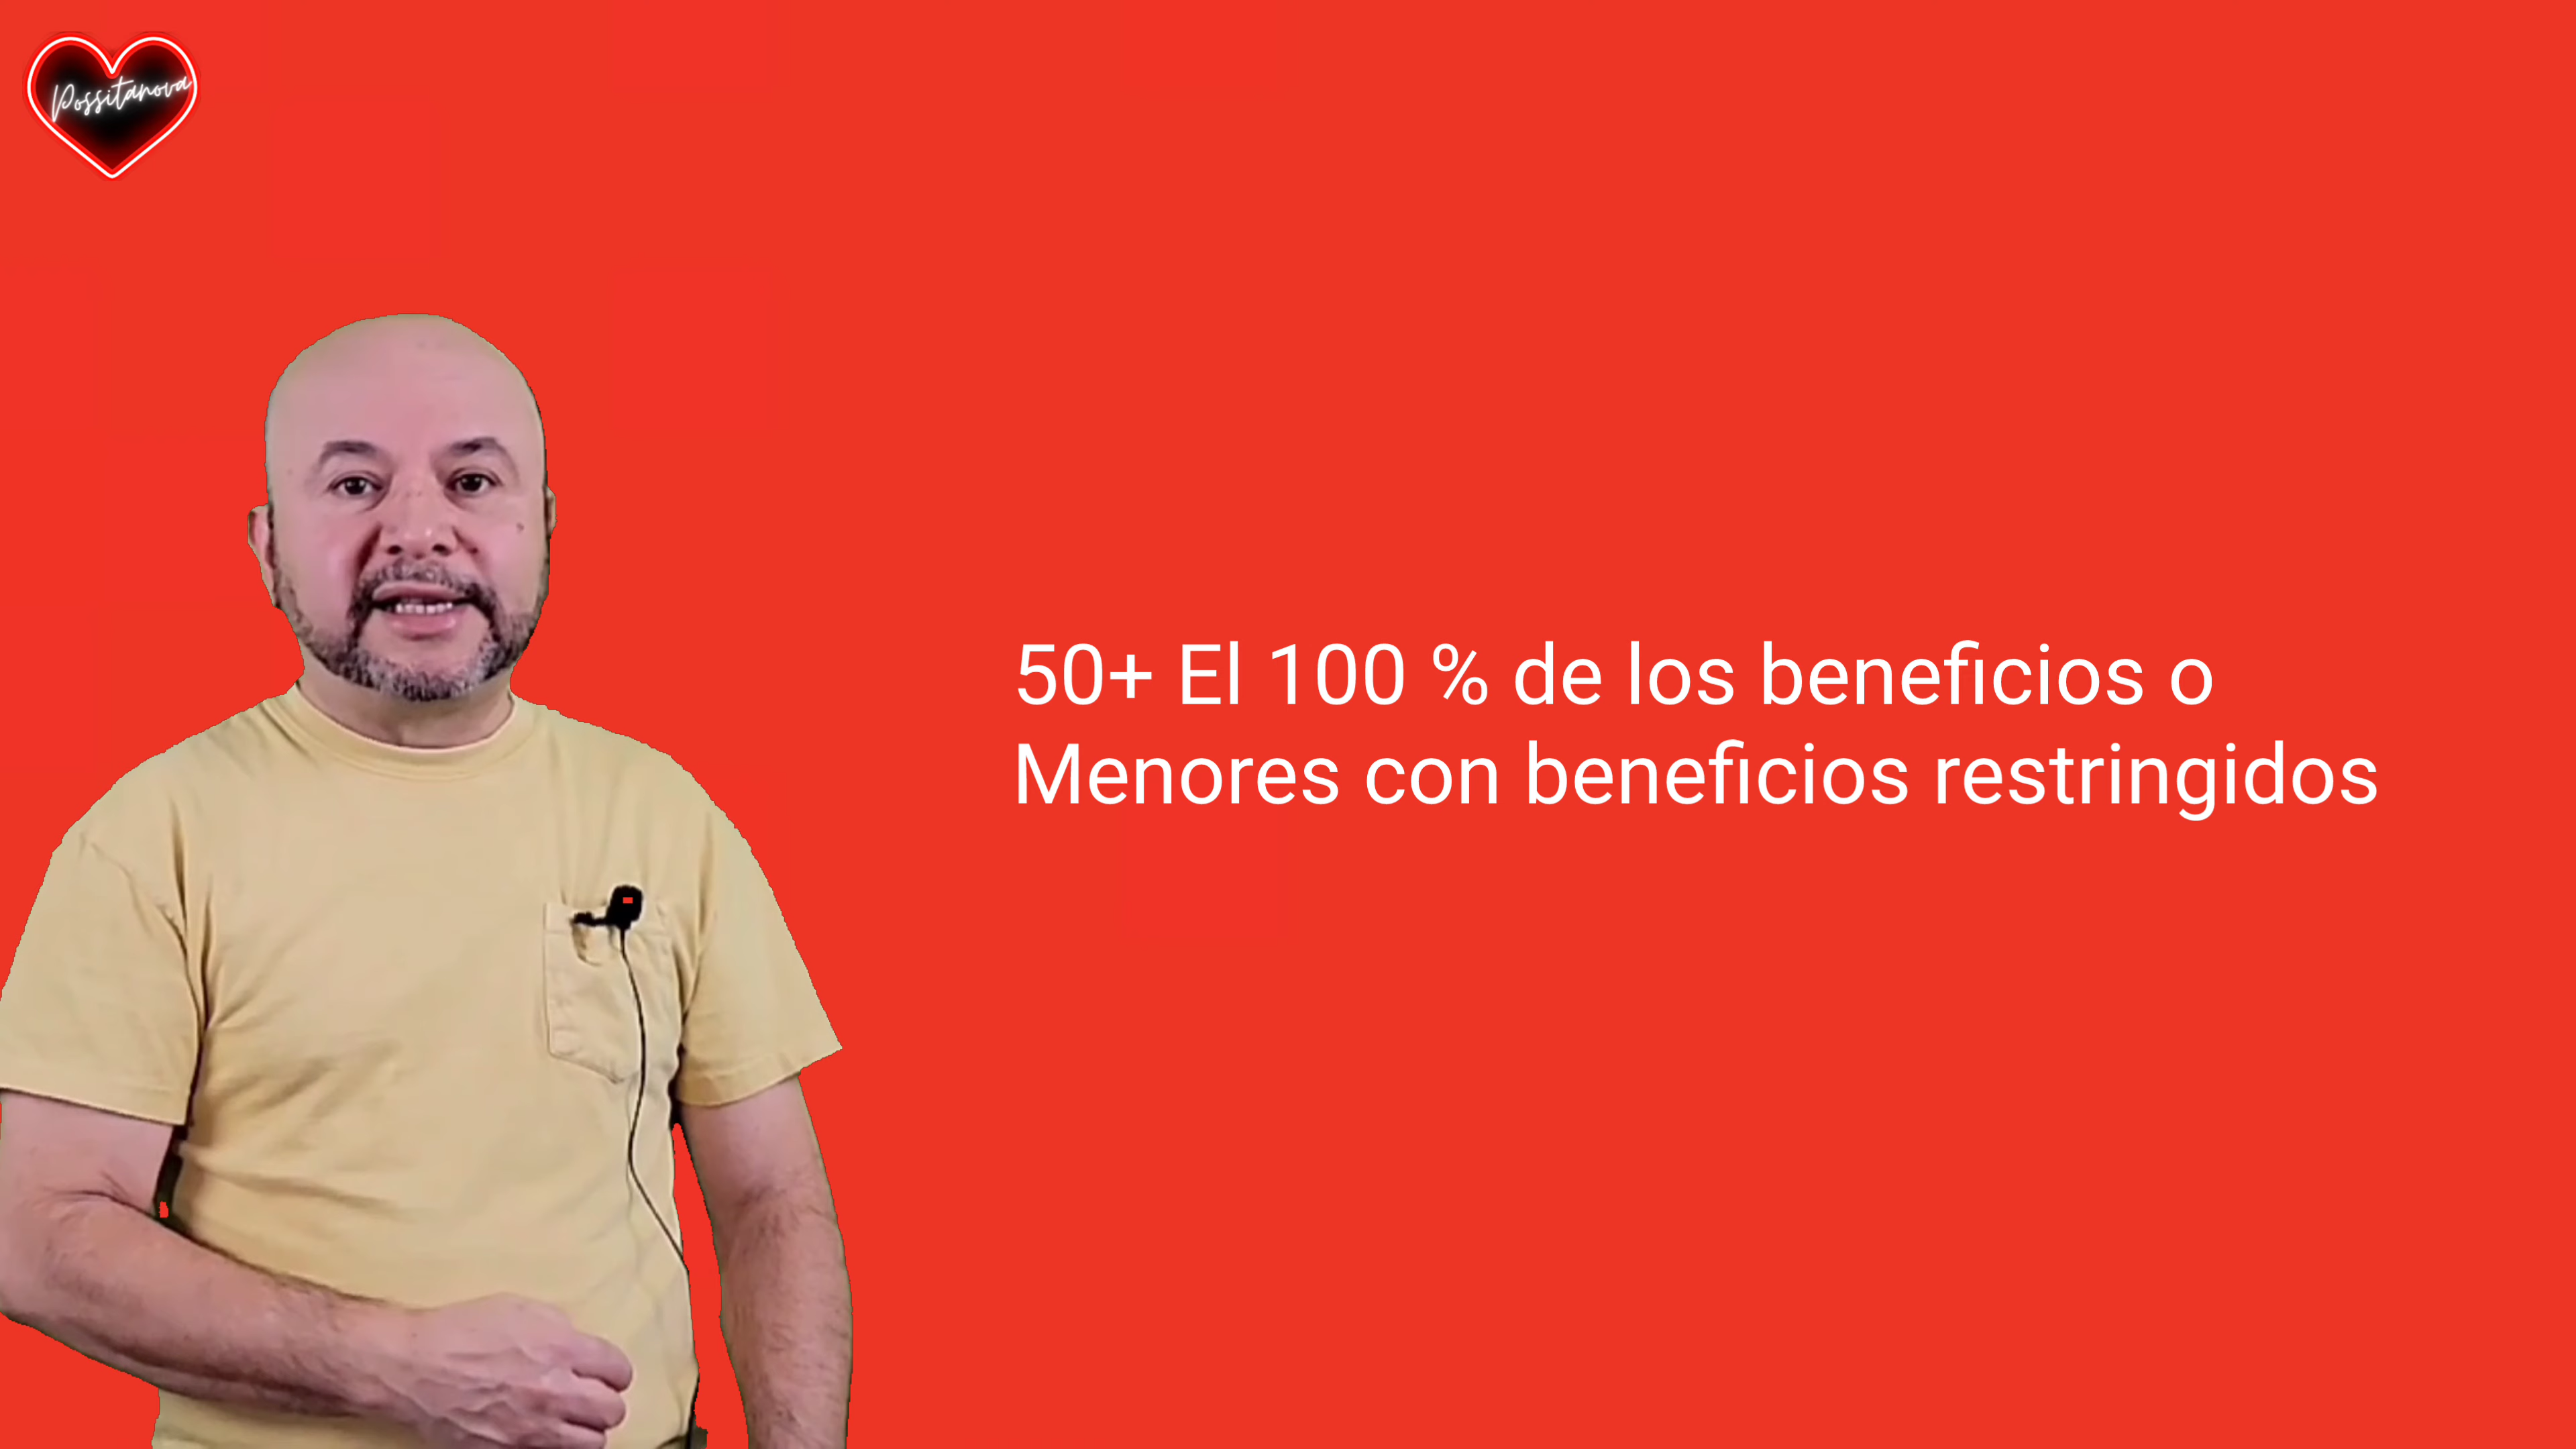 Possitanova
50+ El 100 % de los beneficios o
Menores con beneficios restringidos